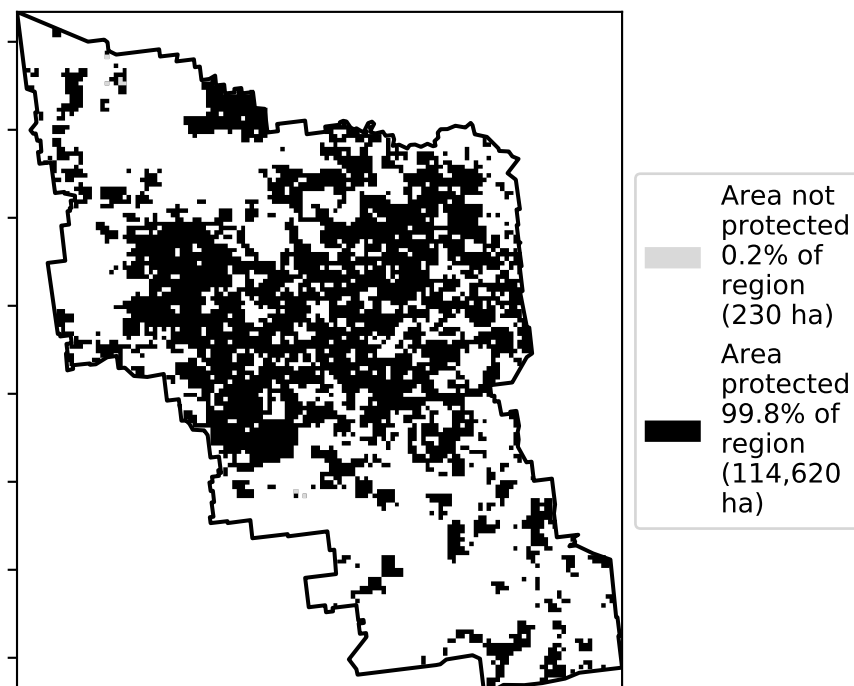 Area not
protected
0.2% of
region
(230 ha)
Area
protected
99.8% of
region
(114,620
ha)